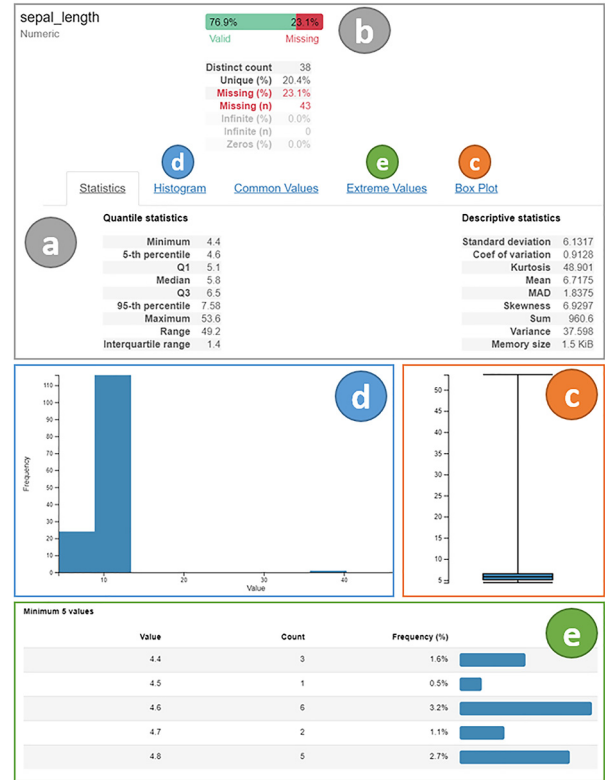 sepal_length
Numeric
76.9% 23.1%
Valid Missing
b
Distinct count 38
Unique (%) 20.4%
Missing (%) 23.1%
Missing (n) 43
Infinite (%) 0.0%
Infinite (n) 0
Zeros (%) 0.0%
d e c
Statistics Histogram Common Values Extreme Values Box Plot
a
Quantile statistics
Minimum 4.4
5-th percentile 4.6
Q1 5.1
Median 5.8
Q3 6.5
95-th percentile 7.58
Maximum 53.6
Range 49.2
Interquartile range 1.4
Descriptive statistics
Standard deviation 6.1317
Coef of variation 0.9128
Kurtosis 48.901
Mean 6.7175
MAD 1.8375
Skewness 6.9297
Sum 960.6
Variance 37.598
Memory size 1.5 KiB
d
Frequency
110
100
90
80
70
60
50
40
30
20
10
0
10 20 30 40
Value
c
50
45
40
35
30
25
20
15
10
5
e
Minimum 5 values
Value Count Frequency (%)
4.4 3 1.6%
4.5 1 0.5%
4.6 6 3.2%
4.7 2 1.1%
4.8 5 2.7%